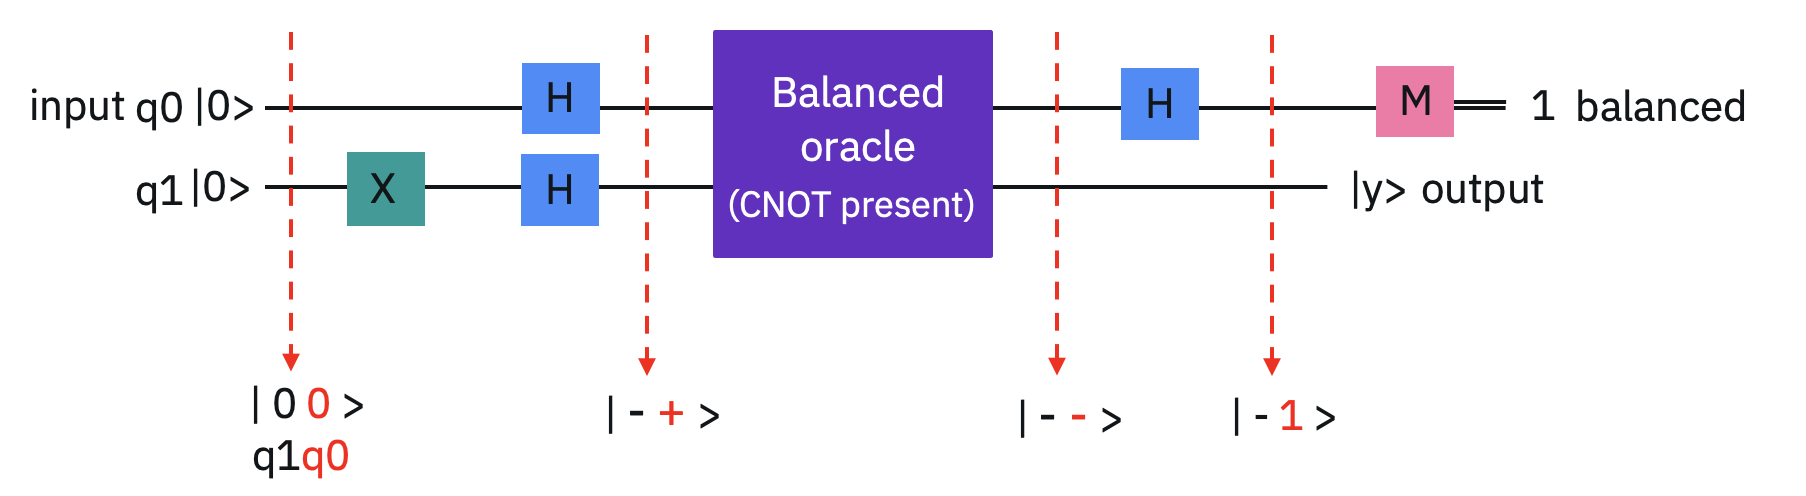 input q0 |0> H Balanced oracle (CNOT present) H M 1 balanced
q1 |0> X H |y> output
| 0 0 > | - + > | - - > | - 1 >
q1q0